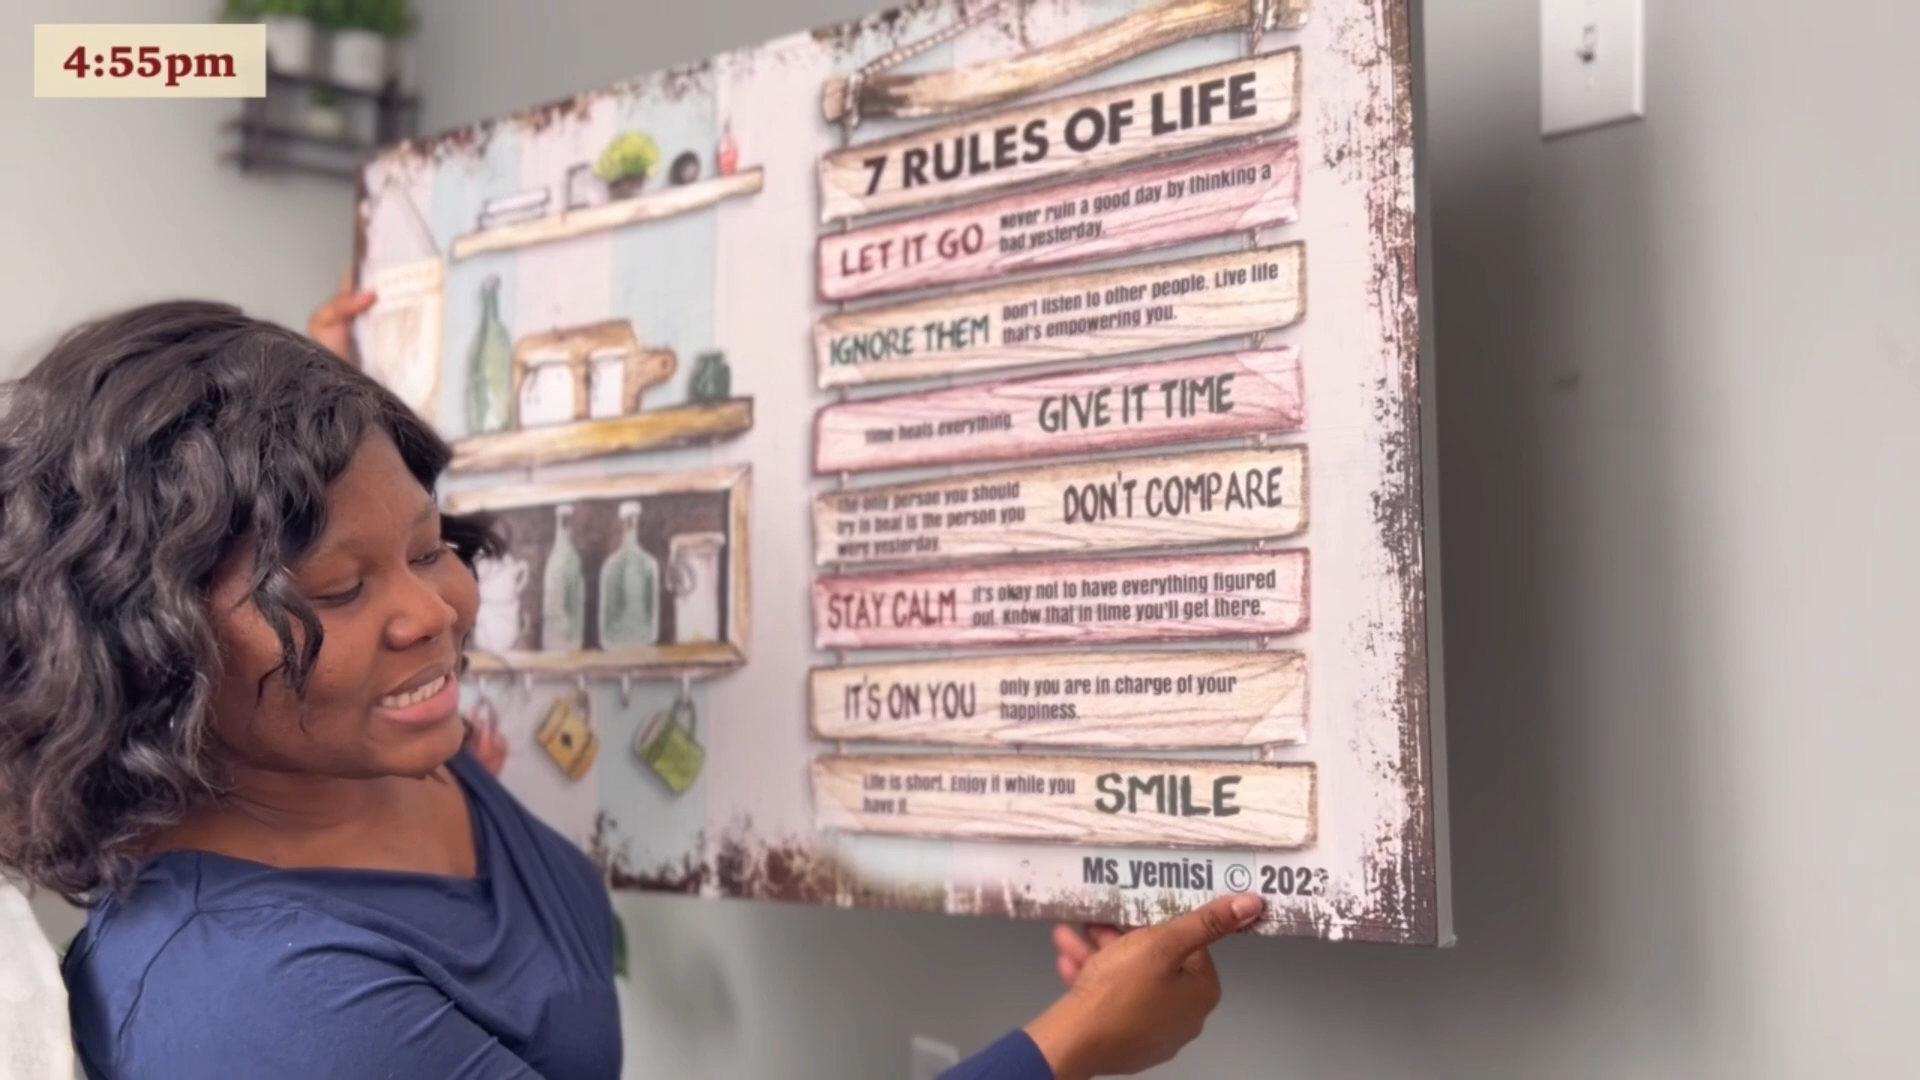 4:55pm
7 RULES OF LIFE
LET IT GO
Never ruin a good day by thinking a
bad yesterday.
IGNORE THEM
Don't listen to other people. Live life
that's empowering you.
Time heals everything.
GIVE IT TIME
The only person you should
try to beat is the person you
were yesterday
DON'T COMPARE
STAY CALM
it's okay not to have everything figured
out. Know that in time you'll get there.
IT'S ON YOU
only you are in charge of your
happiness.
Life is short. Enjoy it while you
have it.
SMILE
Ms_yemisi © 2023